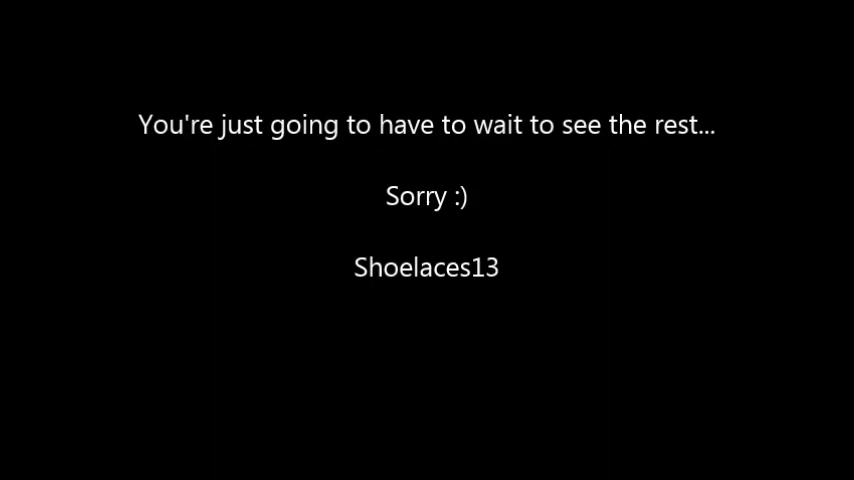 You're just going to have to wait to see the rest...
Sorry :)
Shoelaces13